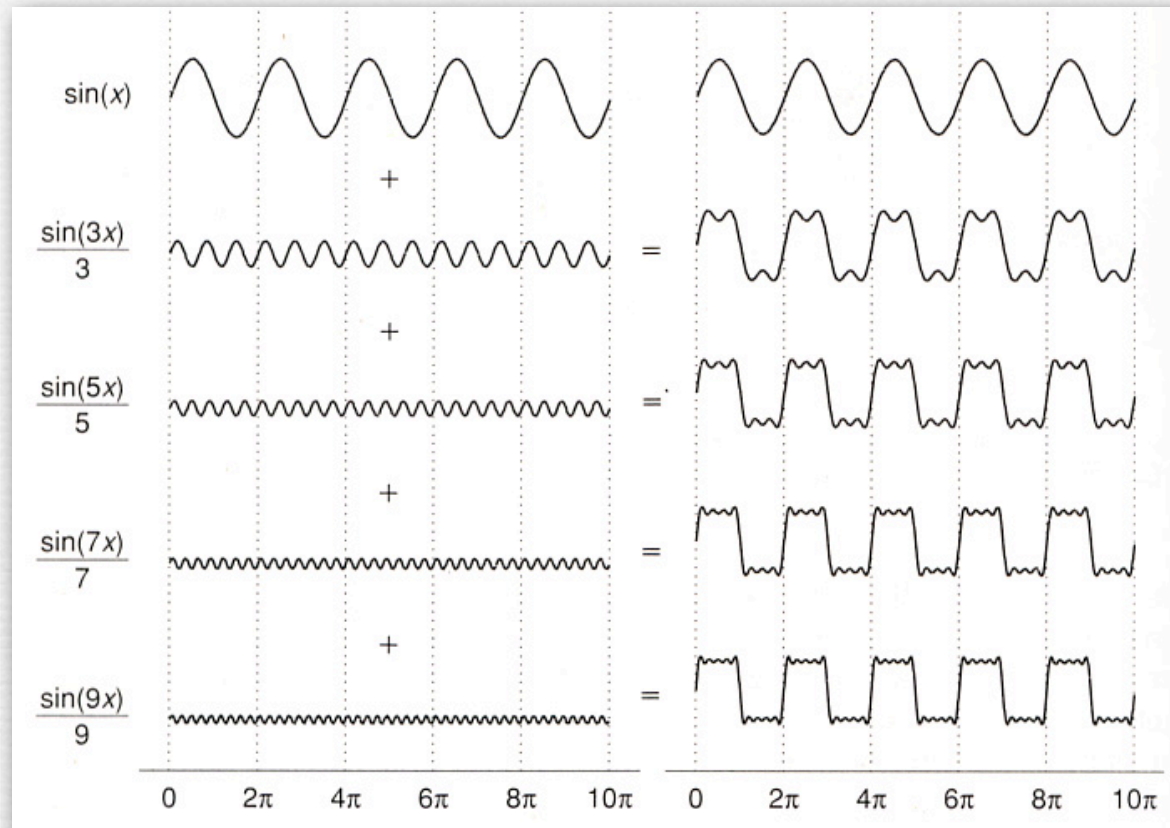 sin(x)
+
sin(3x)
3
=
+
sin(5x)
5
=
+
sin(7x)
7
=
+
sin(9x)
9
=
0 2π 4π 6π 8π 10π 0 2π 4π 6π 8π 10π